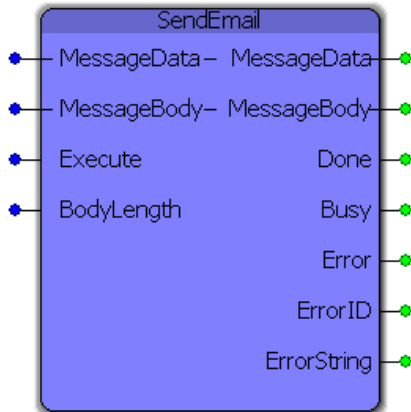 SendEmail
MessageData MessageData
MessageBody MessageBody
Execute Done
BodyLength Busy
Error
ErrorID
ErrorString